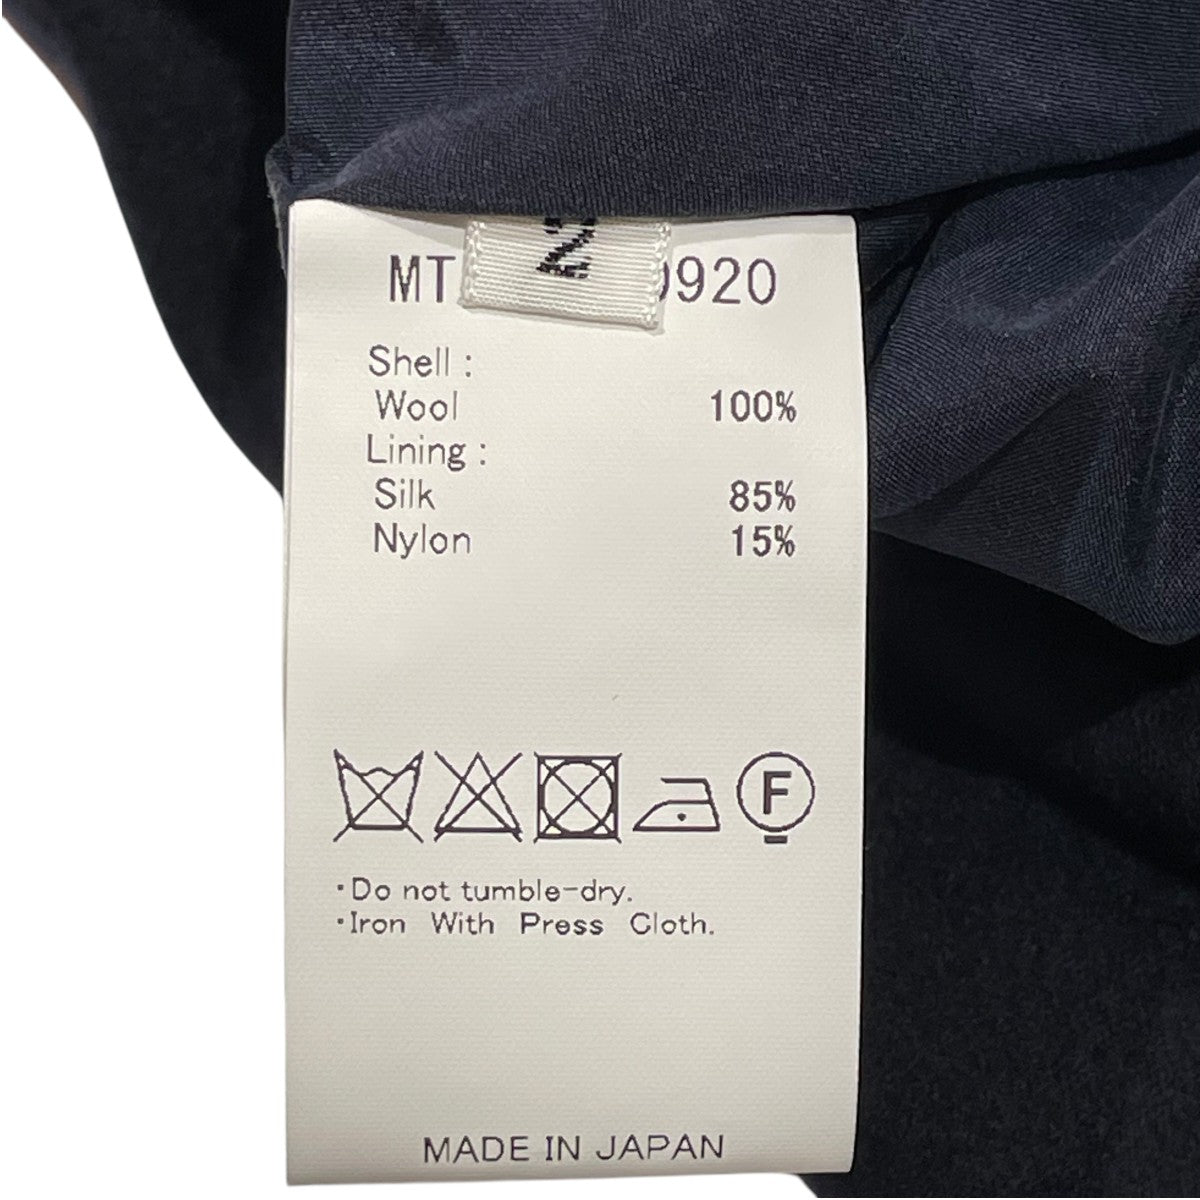 2
MT 0920
Shell :
Wool 100%
Lining :
Silk 85%
Nylon 15%
F
·Do not tumble-dry.
·Iron With Press Cloth.
MADE IN JAPAN